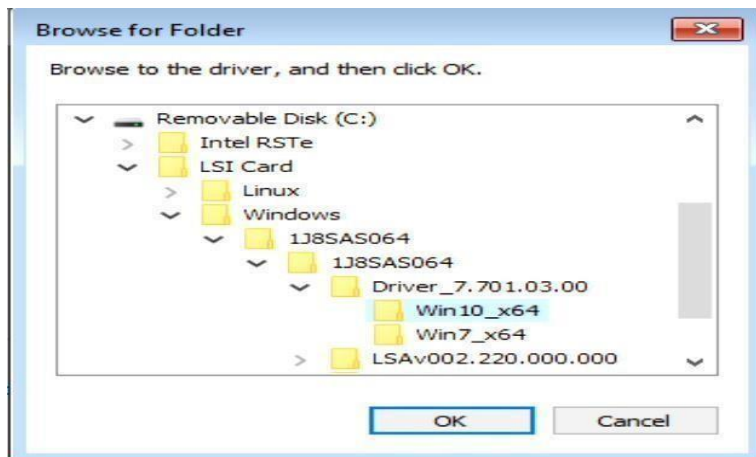 Browse for Folder
Browse to the driver, and then click OK.
Removable Disk (C:)
Intel RSTe
LSI Card
Linux
Windows
1J8SAS064
1J8SAS064
Driver_7.701.03.00
Win10_x64
Win7_x64
LSAv002.220.000.000
OK
Cancel